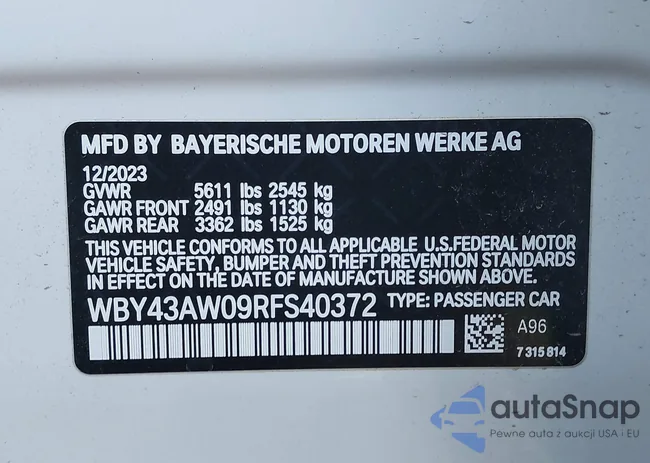 MFD BY BAYERISCHE MOTOREN WERKE AG
12/2023
GVWR 5611 lbs 2545 kg
GAWR FRONT 2491 lbs 1130 kg
GAWR REAR 3362 lbs 1525 kg
THIS VEHICLE CONFORMS TO ALL APPLICABLE U.S.FEDERAL MOTOR
VEHICLE SAFETY, BUMPER AND THEFT PREVENTION STANDARDS
IN EFFECT ON THE DATE OF MANUFACTURE SHOWN ABOVE.
WBY43AW09RFS40372 TYPE: PASSENGER CAR
A96
7 315 814
autaSnap
Pewne auta z aukcji USA i EU